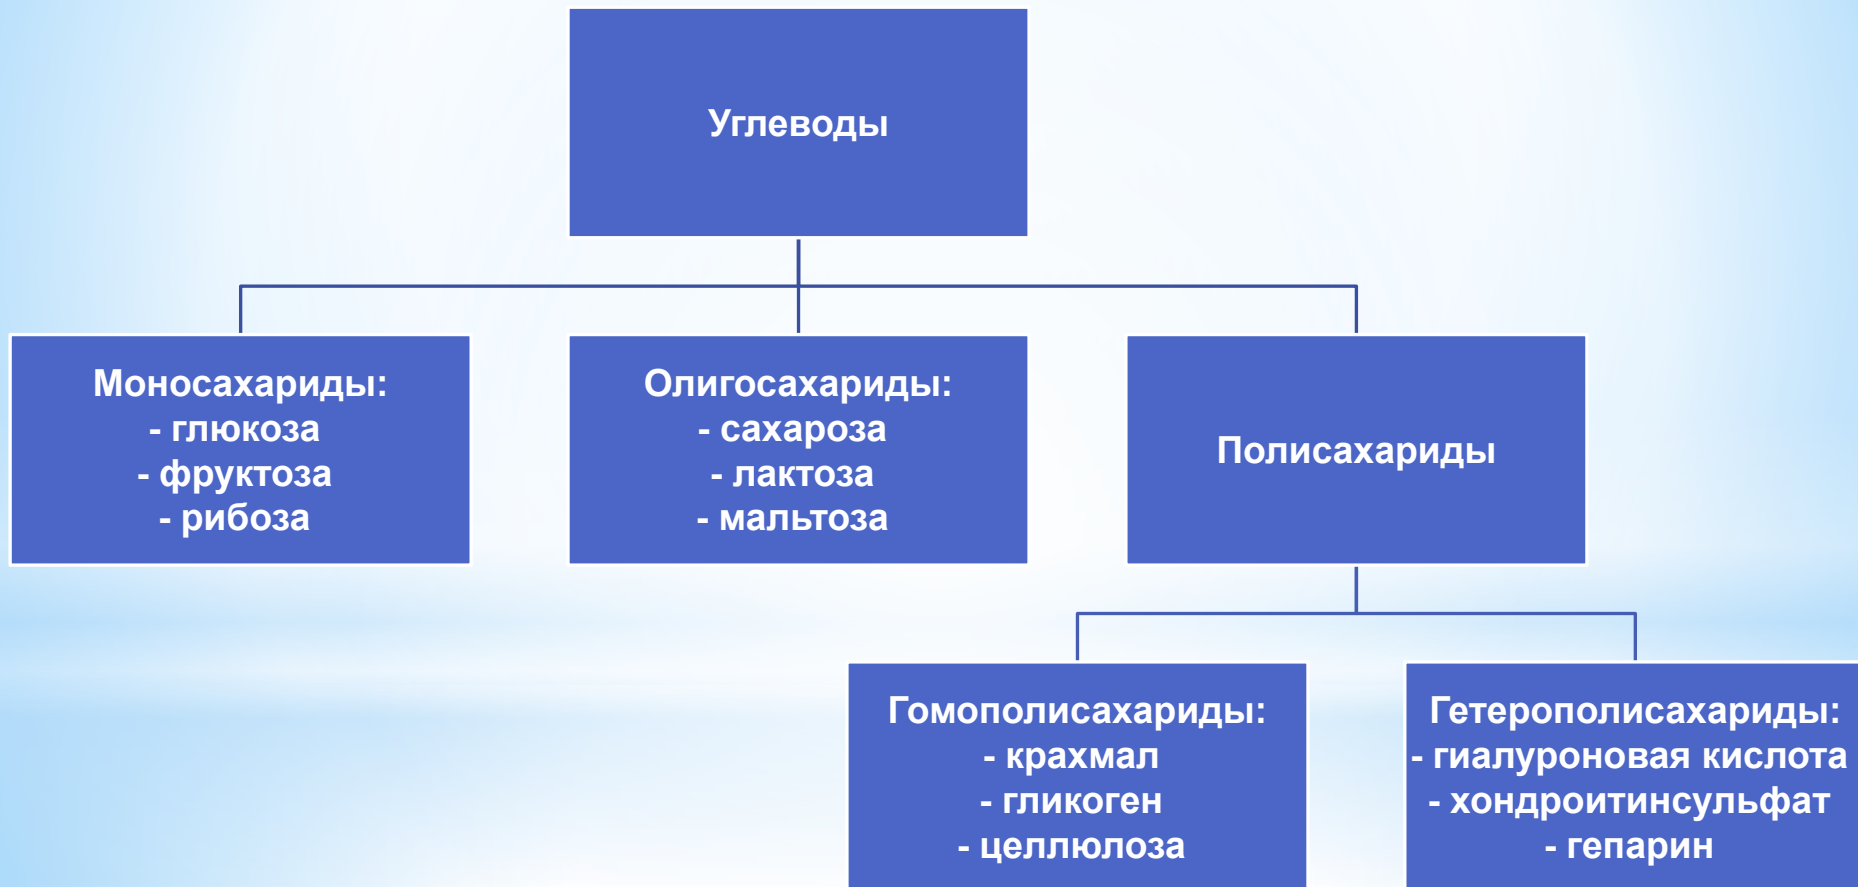 Углеводы
Моносахариды:
- глюкоза
- фруктоза
- рибоза
Олигосахариды:
- сахароза
- лактоза
- мальтоза
Полисахариды
Гомополисахариды:
- крахмал
- гликоген
- целлюлоза
Гетерополисахариды:
- гиалуроновая кислота
- хондроитинсульфат
- гепарин